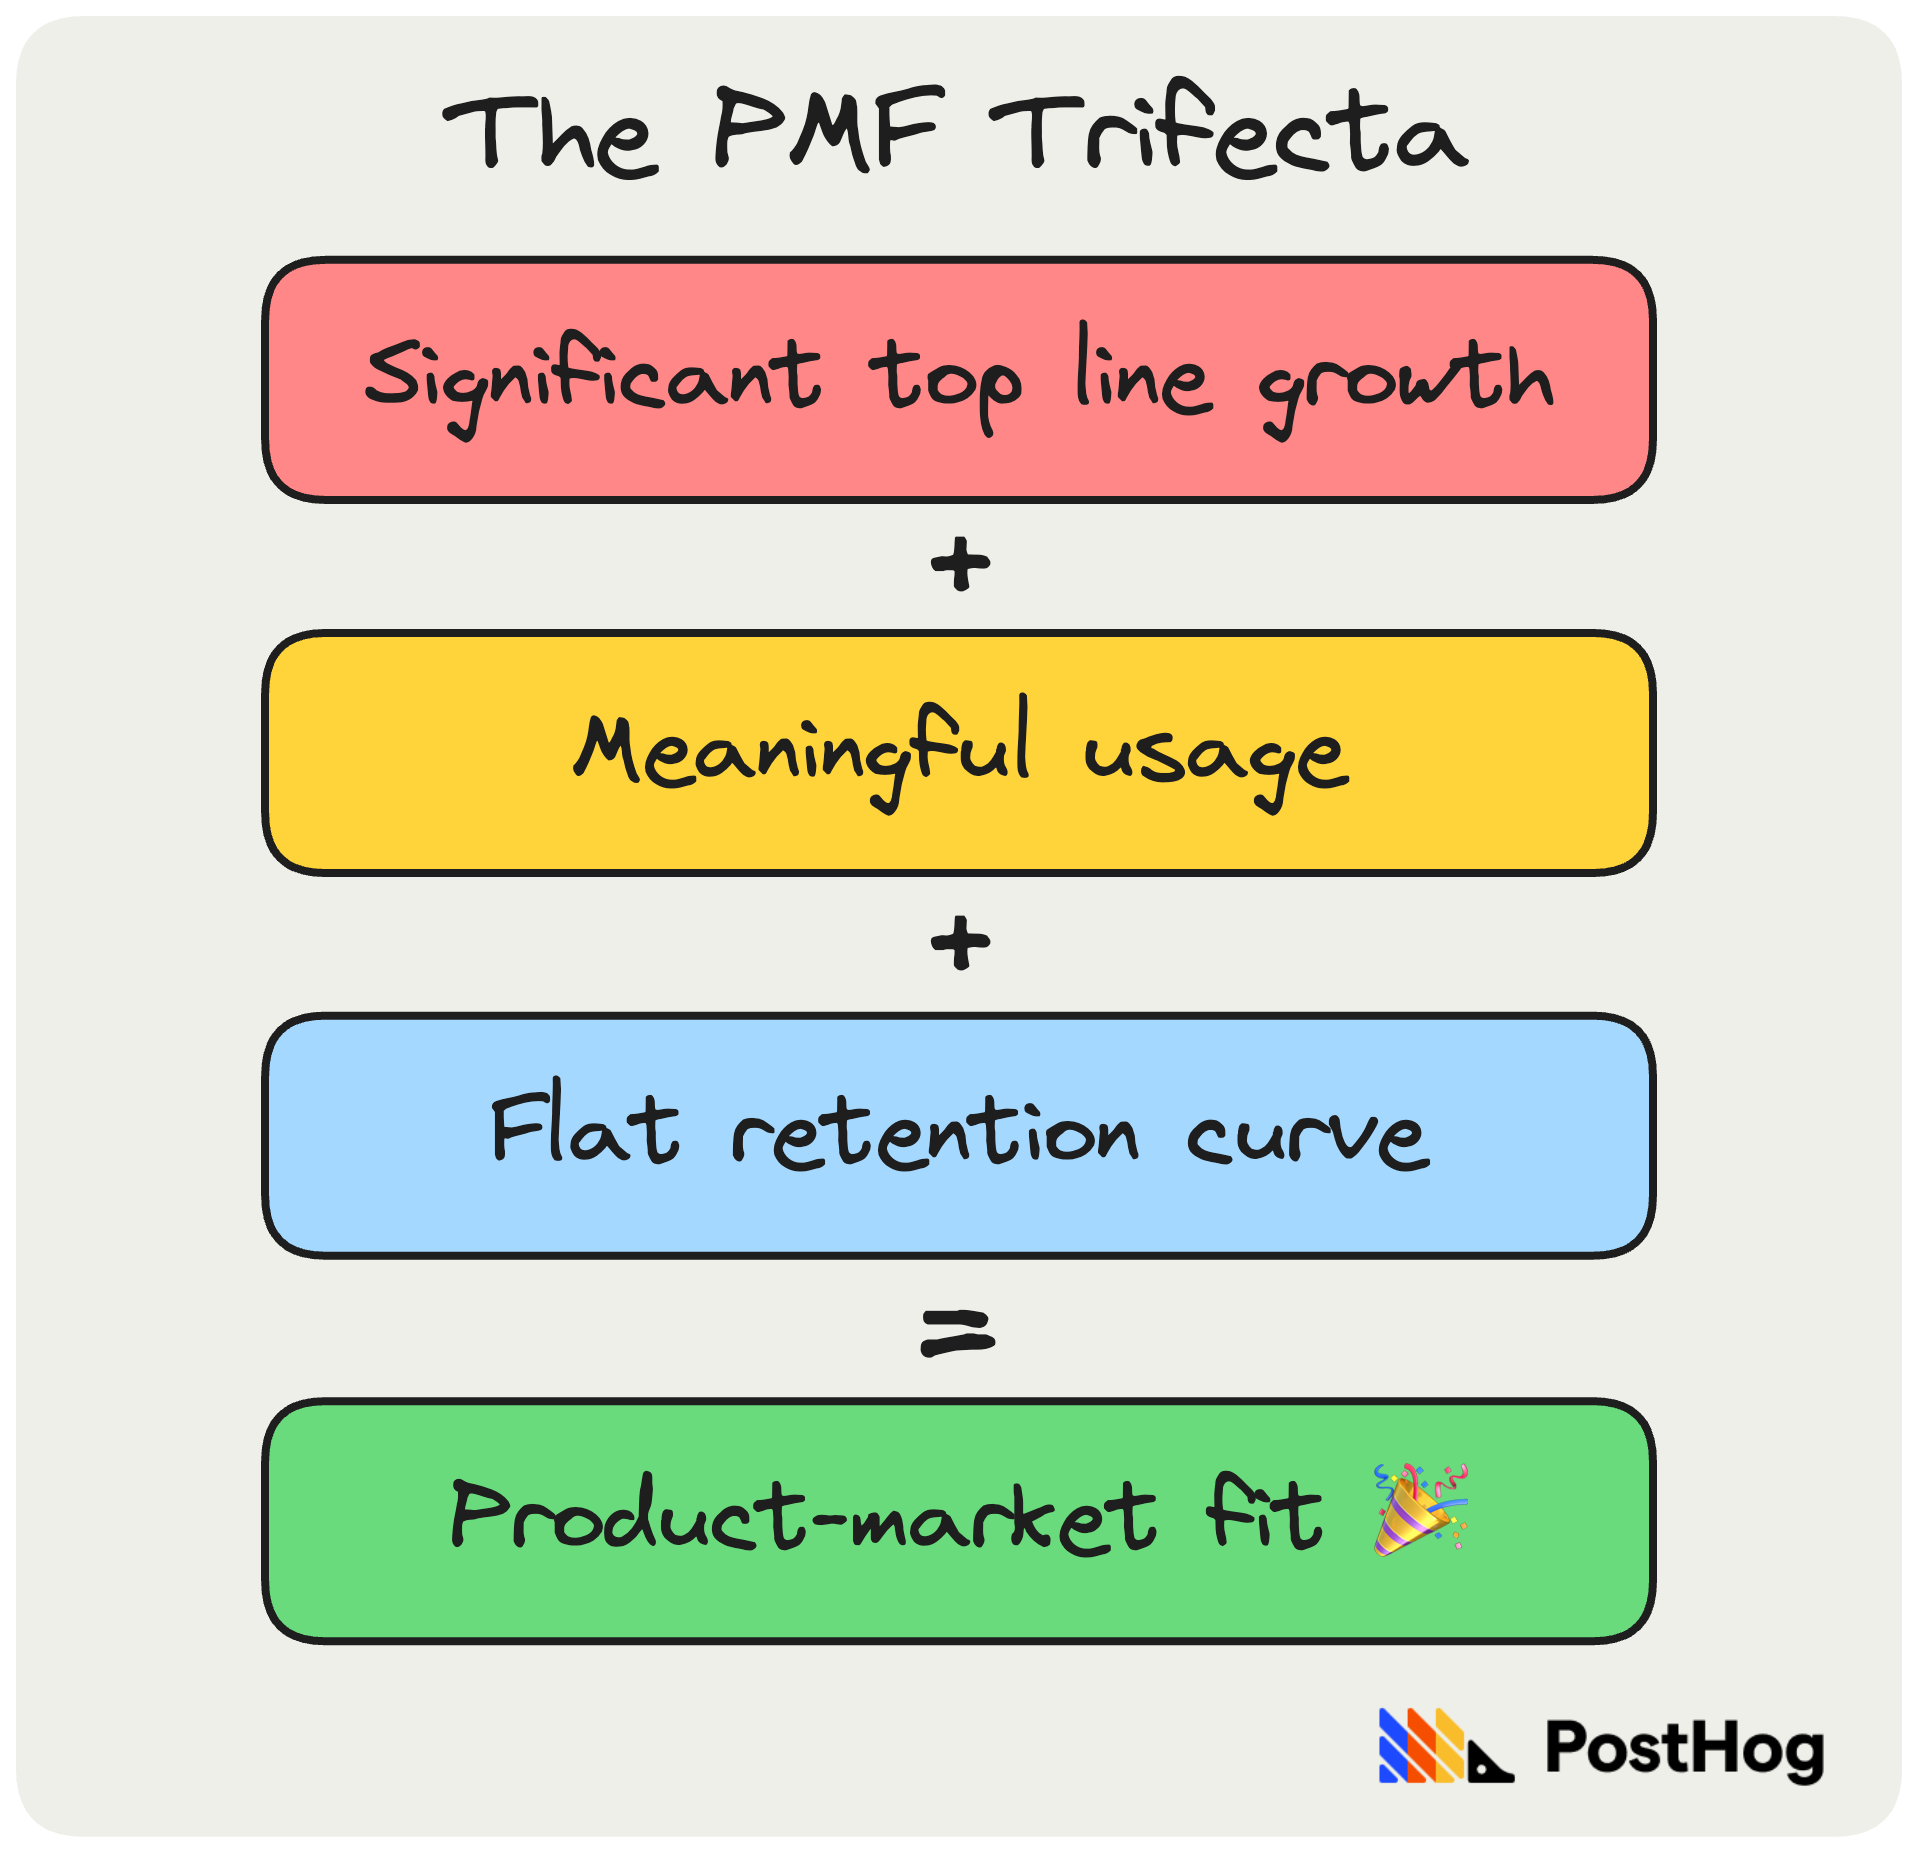 The PMF Trifecta
Significant top line growth
+
Meaningful usage
+
Flat retention curve
=
Product-market fit 🎉
PostHog